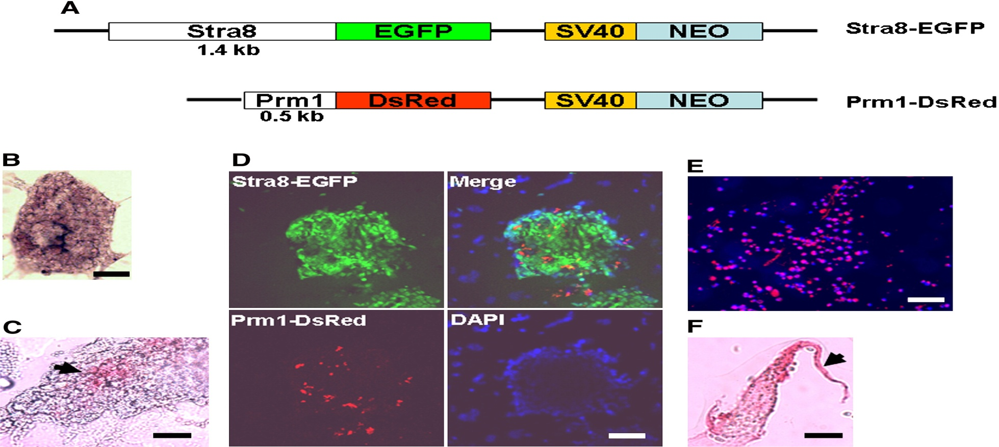 A
Stra8 EGFP SV40 NEO Stra8-EGFP
1.4 kb
Prm1 DsRed SV40 NEO Prm1-DsRed
0.5 kb
B
D
E
Stra8-EGFP Merge
C
Prm1-DsRed DAPI
F